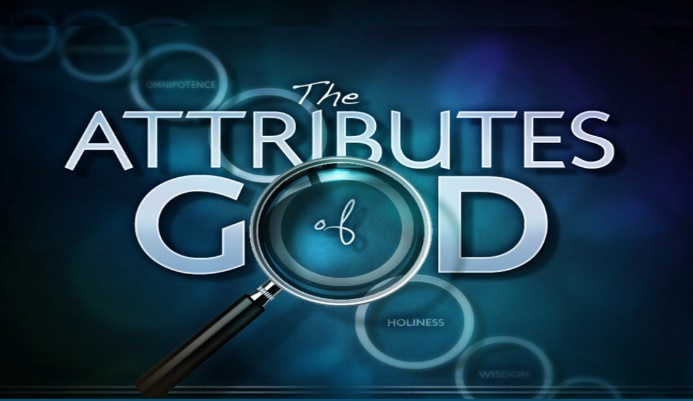 OMNIPOTENCE
The
ATTRIBUTES
of
GOD
HOLINESS
WISDOM